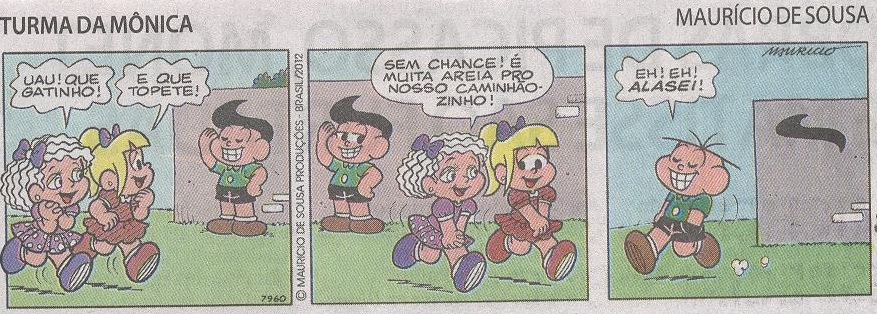 TURMA DA MÔNICA
MAURÍCIO DE SOUSA
UAU! QUE
GATINHO!
E QUE
TOPETE!
7960
© MAURICIO DE SOUSA PRODUÇÕES - BRASIL/2012
SEM CHANCE! É
MUITA AREIA PRO
NOSSO CAMINHÃO-
ZINHO!
MAURICIO
EH! EH!
ALASEI!